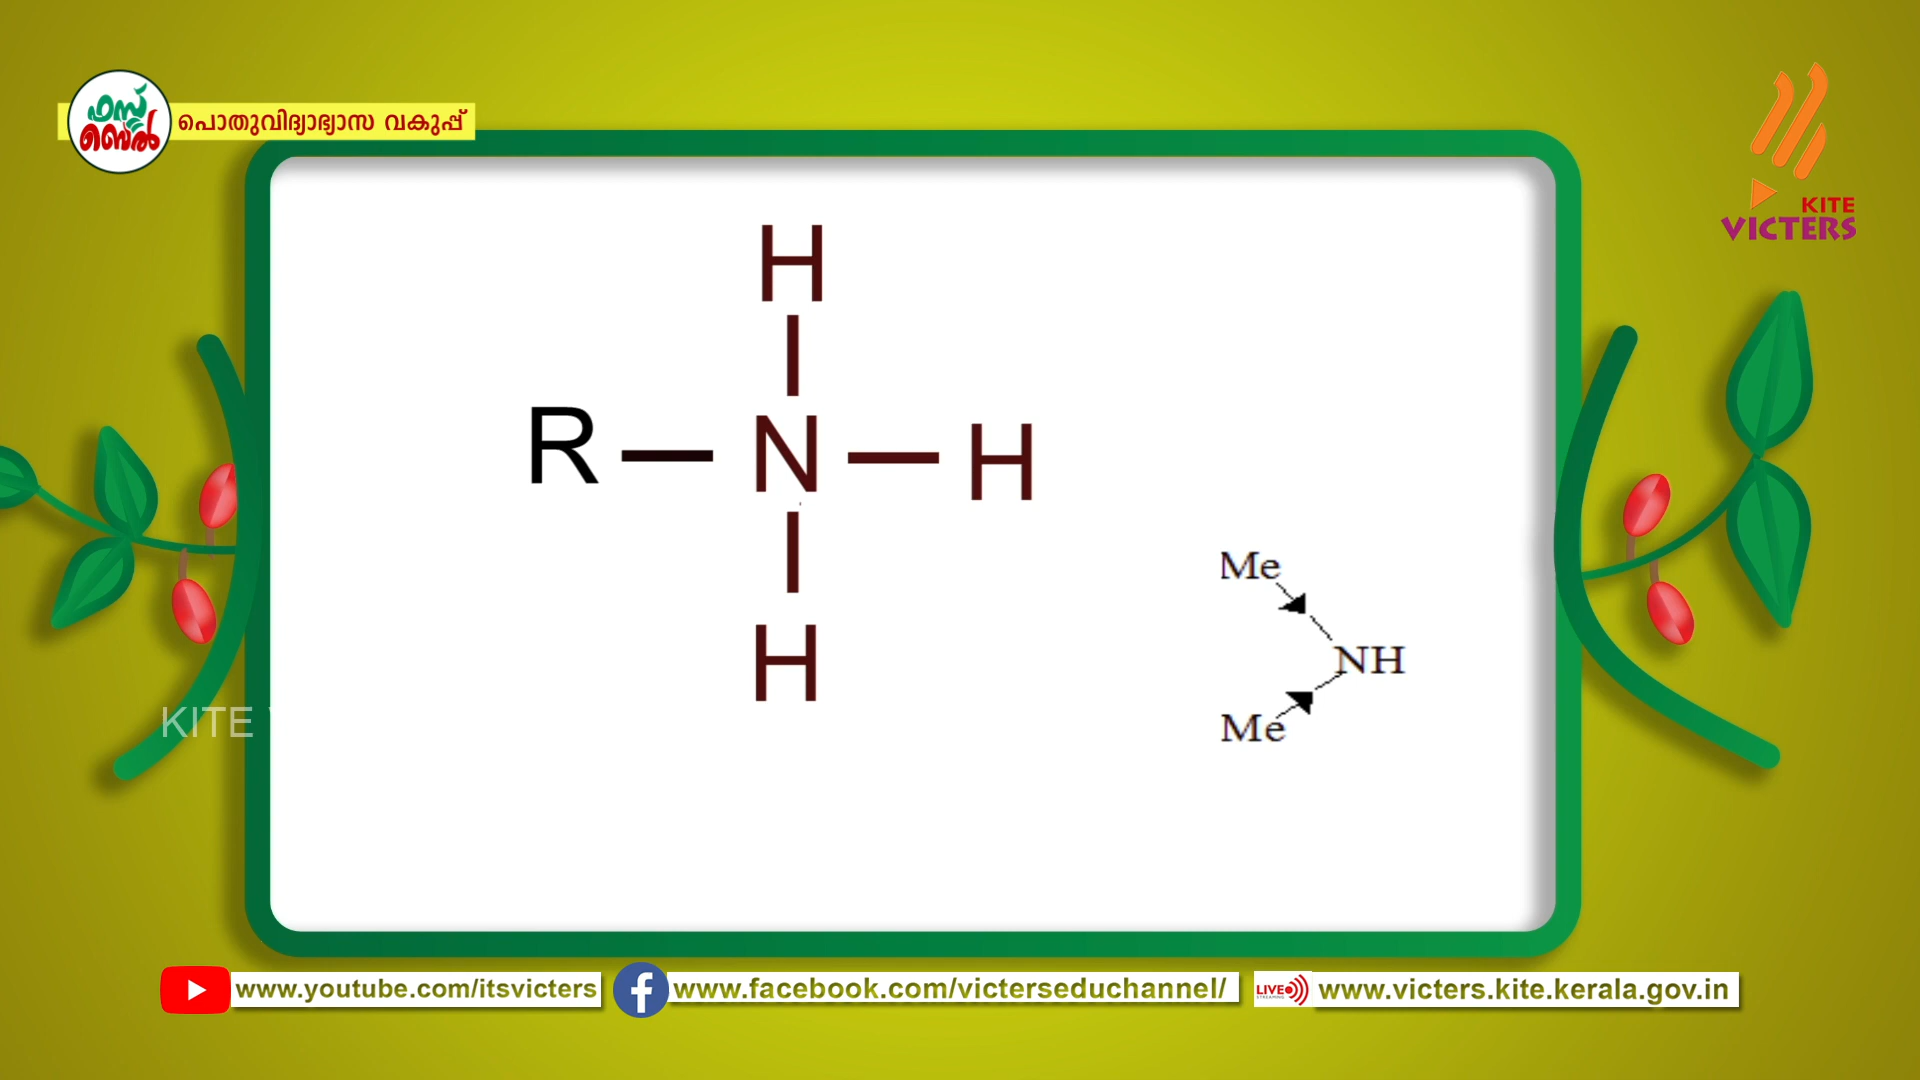 ഫസ്റ്റ്
ബെൽ
പൊതുവിദ്യാഭ്യാസ വകുപ്പ്
KITE
VICTERS
H
R — N — H
H
Me
NH
Me
KITE
www.youtube.com/itsvicters
www.facebook.com/victerseduchannel/
LIVE
STREAMING
www.victers.kite.kerala.gov.in